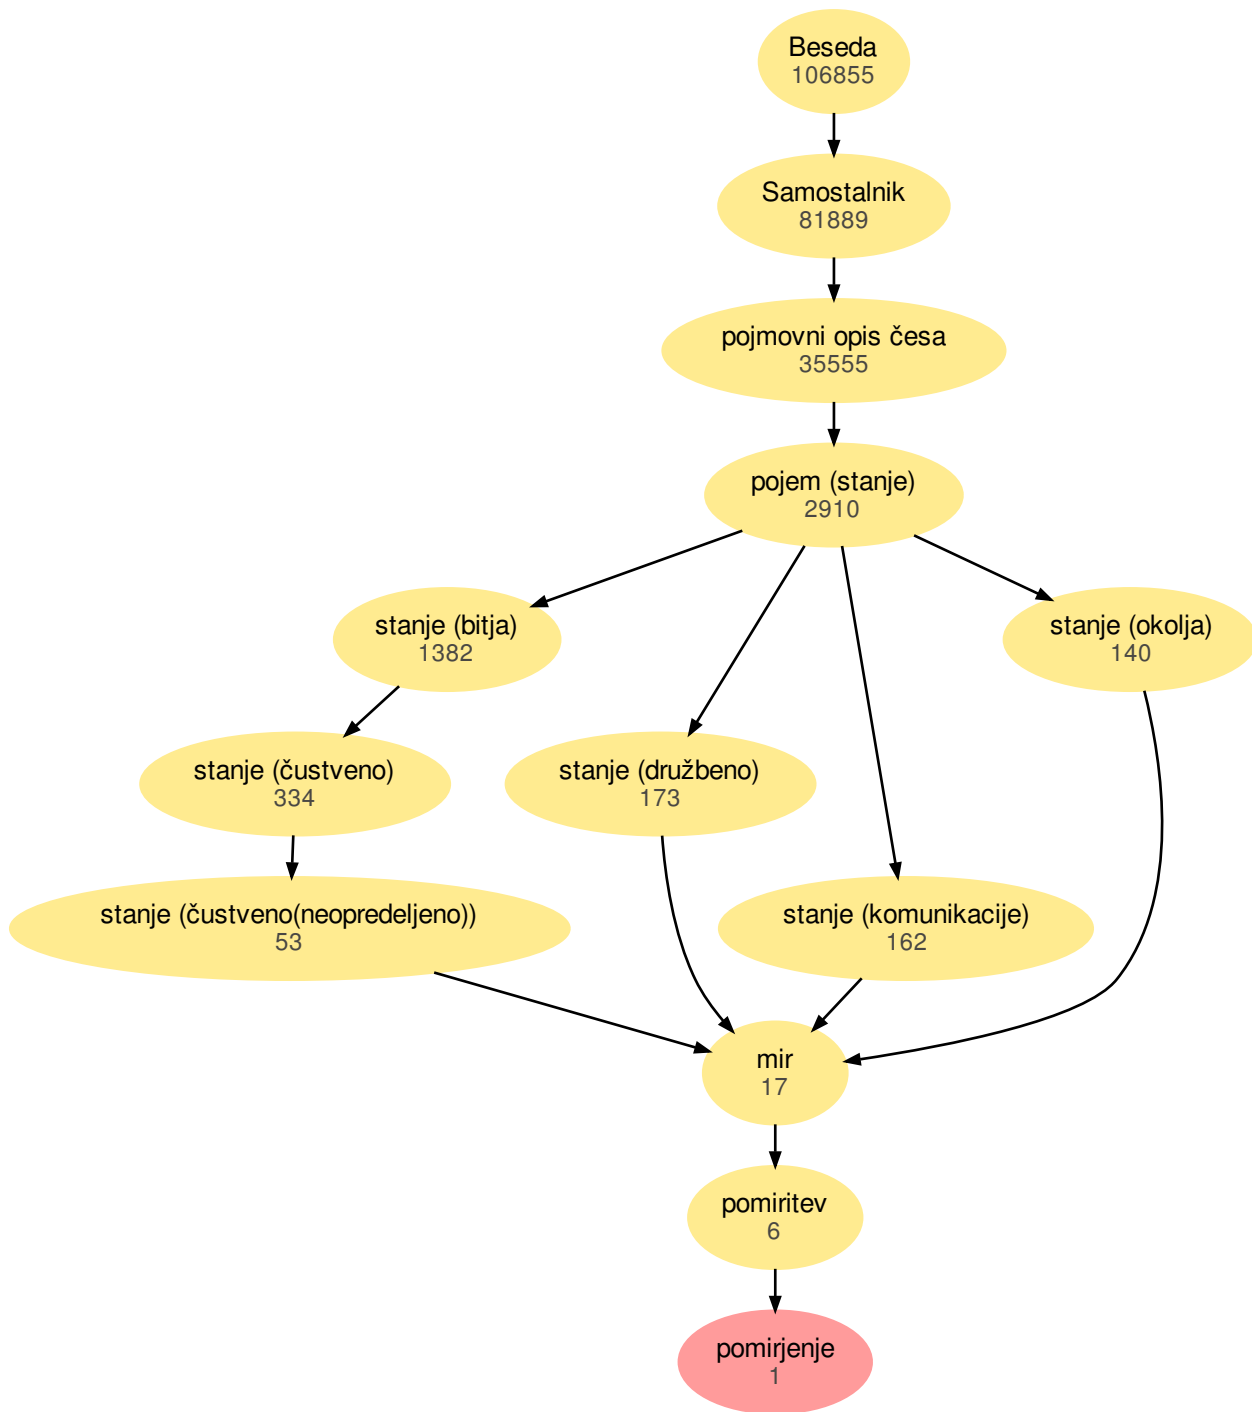 Beseda
106855
Samostalnik
81889
pojmovni opis česa
35555
pojem (stanje)
2910
stanje (bitja)
1382
stanje (okolja)
140
stanje (čustveno)
334
stanje (družbeno)
173
stanje (čustveno(neopredeljeno))
53
stanje (komunikacije)
162
mir
17
pomiritev
6
pomirjenje
1